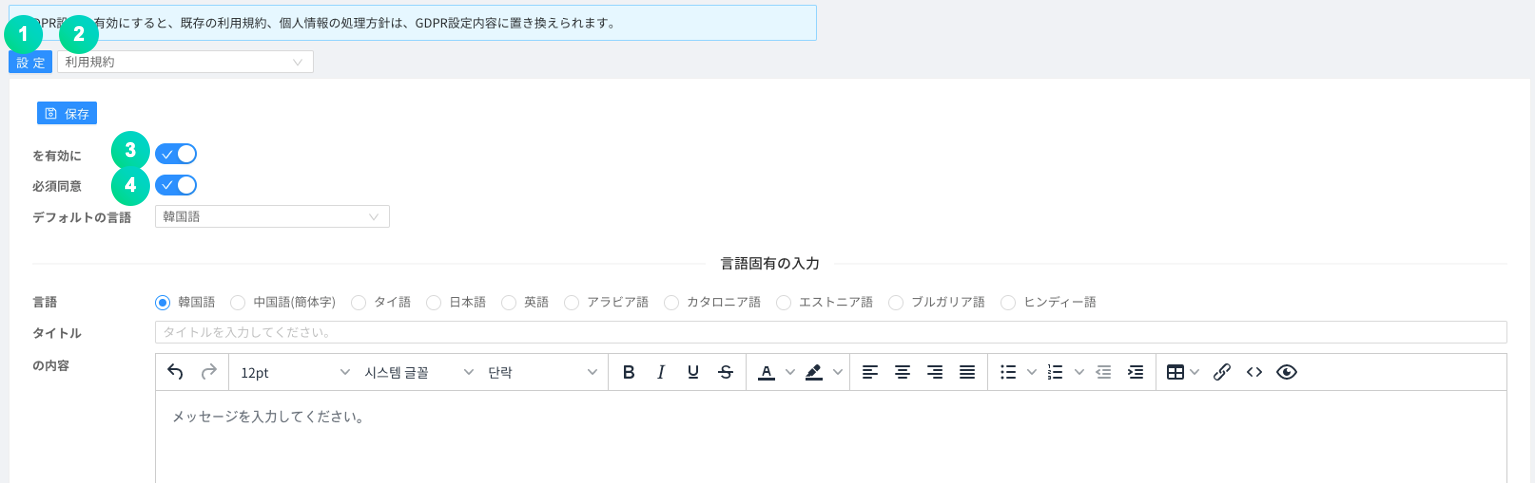 DPR設 有効にすると、既存の利用規約、個人情報の処理方針は、GDPR設定内容に置き換えられます。
1 2
設 定 利用規約
保存
を有効に 3
必須同意 4
デフォルトの言語 韓国語
言語固有の入力
言語 韓国語 中国語(簡体字) タイ語 日本語 英語 アラビア語 カタロニア語 エストニア語 ブルガリア語 ヒンディー語
タイトル タイトルを入力してください。
の内容 12pt 시스템 글꼴 단락 B I U S A
メッセージを入力してください。